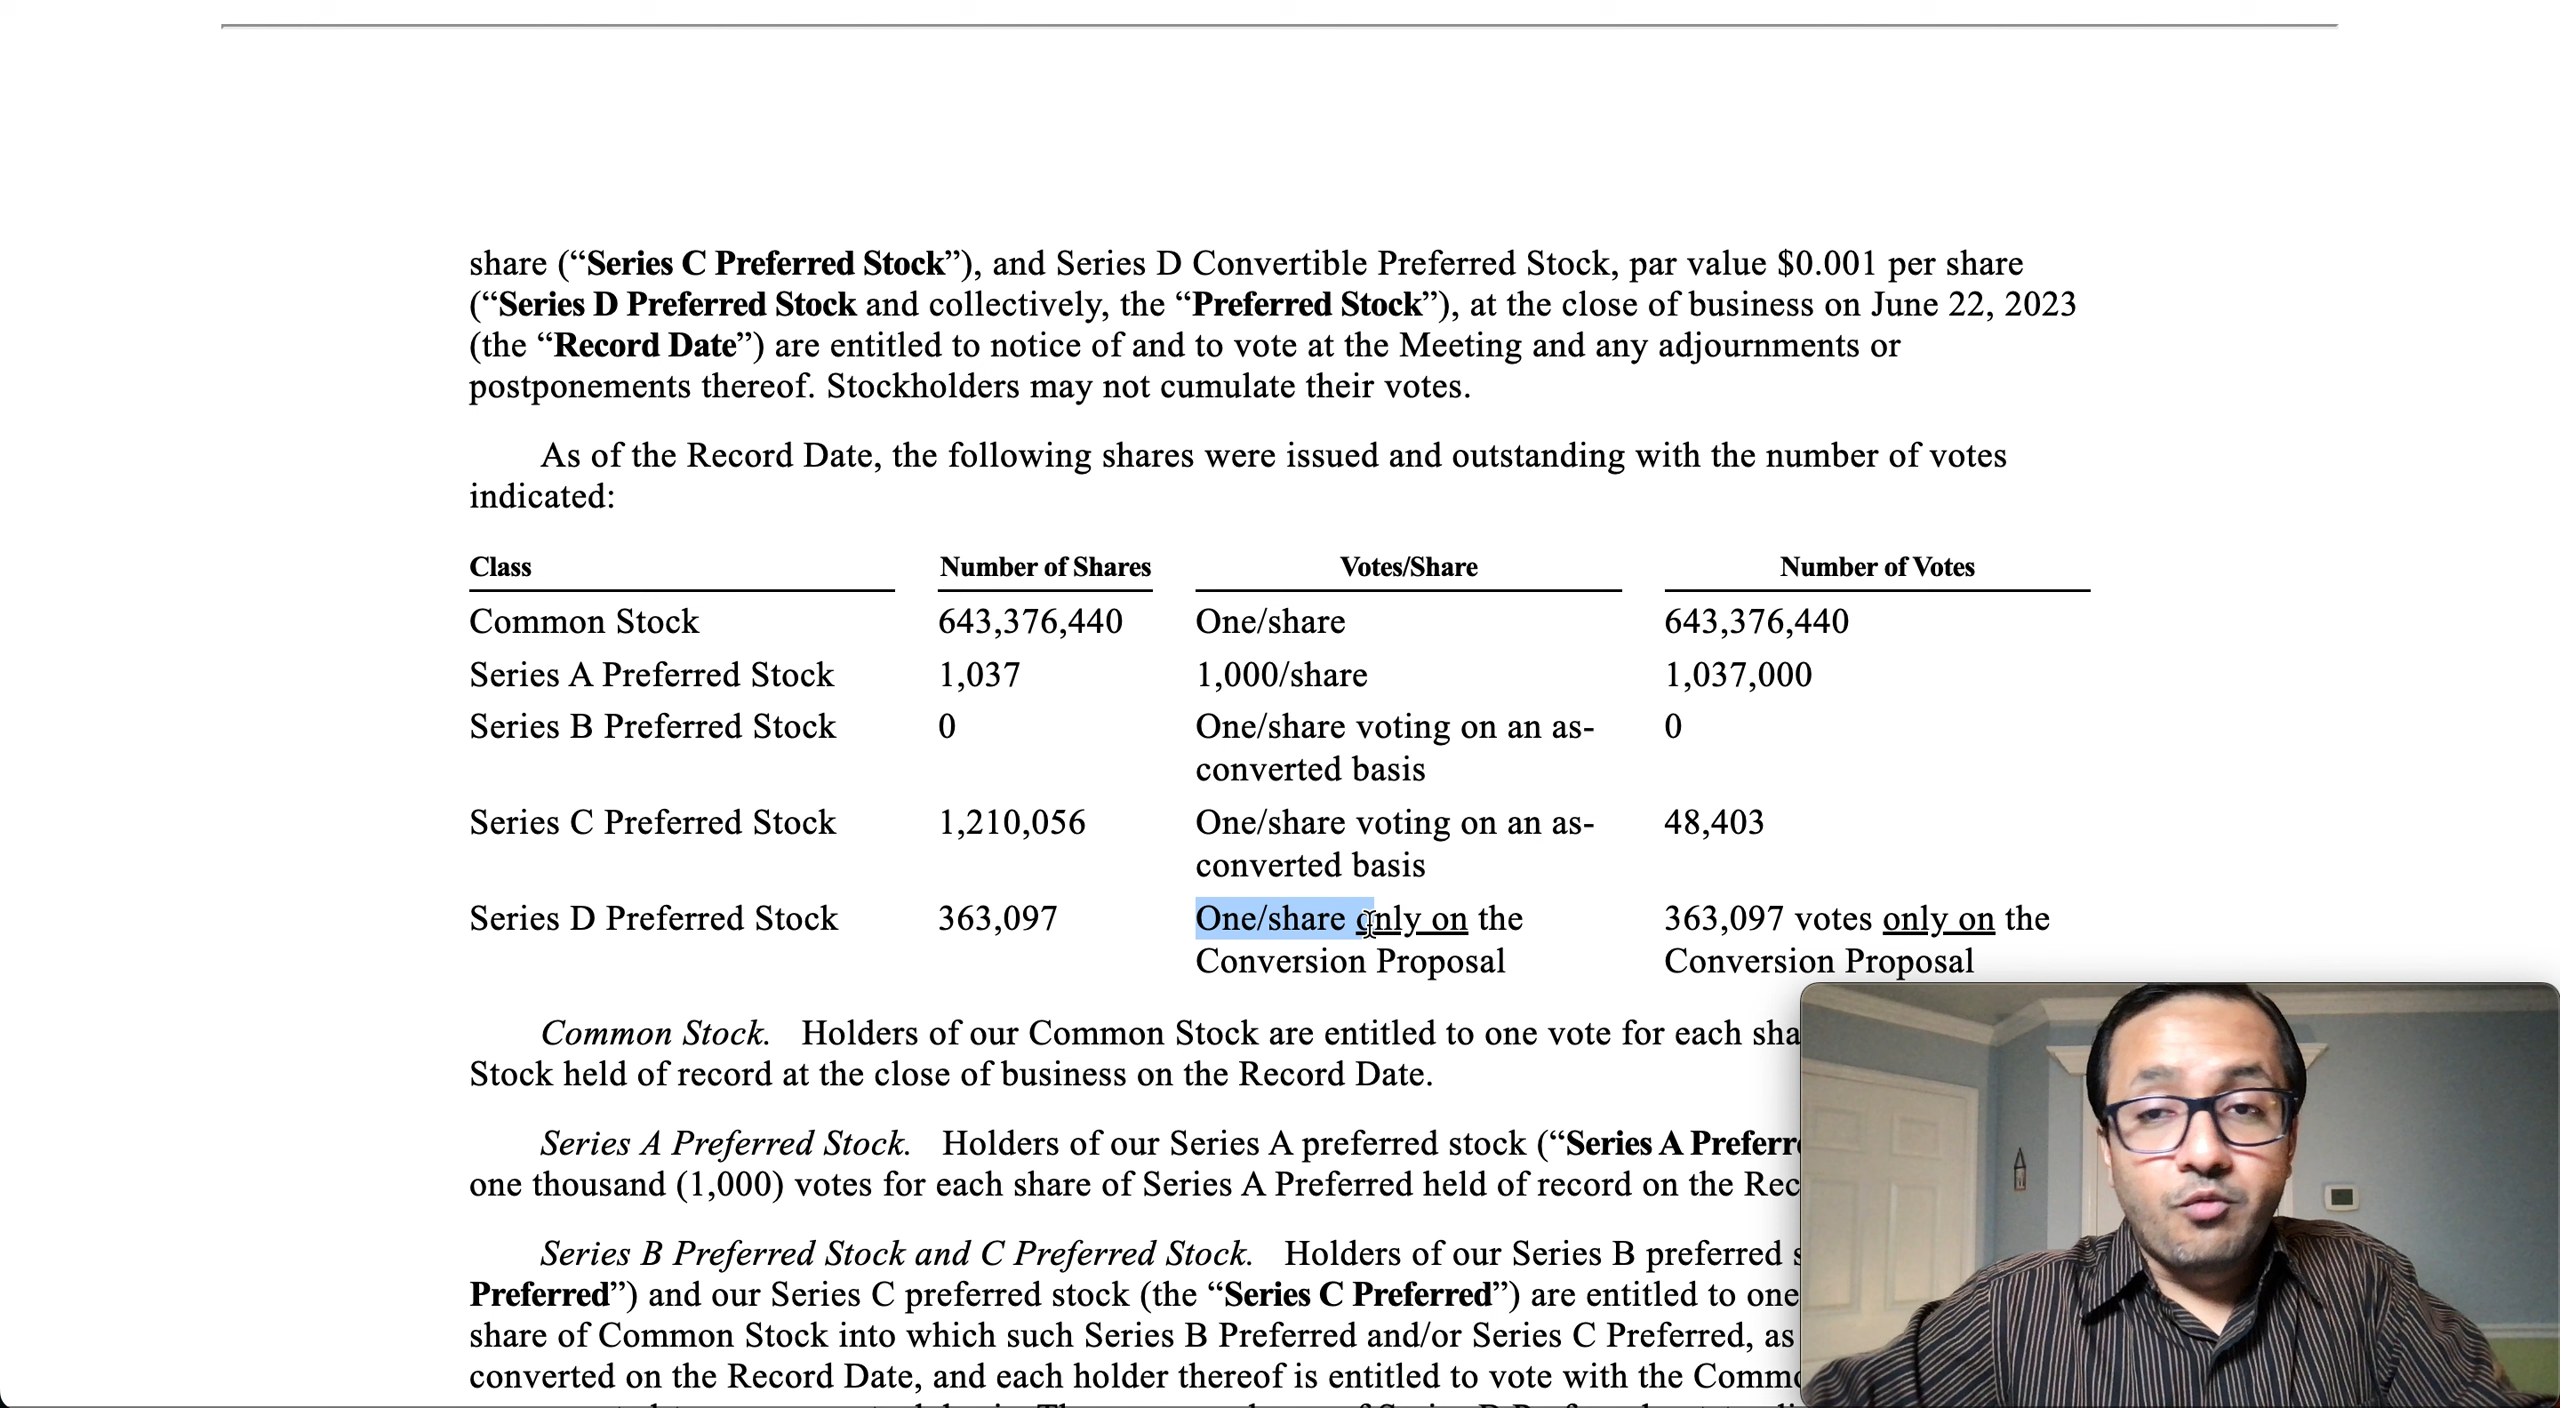 share (“Series C Preferred Stock”), and Series D Convertible Preferred Stock, par value $0.001 per share
(“Series D Preferred Stock and collectively, the “Preferred Stock”), at the close of business on June 22, 2023
(the “Record Date”) are entitled to notice of and to vote at the Meeting and any adjournments or
postponements thereof. Stockholders may not cumulate their votes.
As of the Record Date, the following shares were issued and outstanding with the number of votes
indicated:
Class Number of Shares Votes/Share Number of Votes
Common Stock 643,376,440 One/share 643,376,440
Series A Preferred Stock 1,037 1,000/share 1,037,000
Series B Preferred Stock 0 One/share voting on an as- 0
converted basis
Series C Preferred Stock 1,210,056 One/share voting on an as- 48,403
converted basis
Series D Preferred Stock 363,097 One/share only on the 363,097 votes only on the
Conversion Proposal Conversion Proposal
Common Stock. Holders of our Common Stock are entitled to one vote for each sha
Stock held of record at the close of business on the Record Date.
Series A Preferred Stock. Holders of our Series A preferred stock (“Series A Preferr
one thousand (1,000) votes for each share of Series A Preferred held of record on the Rec
Series B Preferred Stock and C Preferred Stock. Holders of our Series B preferred s
Preferred”) and our Series C preferred stock (the “Series C Preferred”) are entitled to one
share of Common Stock into which such Series B Preferred and/or Series C Preferred, as
converted on the Record Date, and each holder thereof is entitled to vote with the Commo